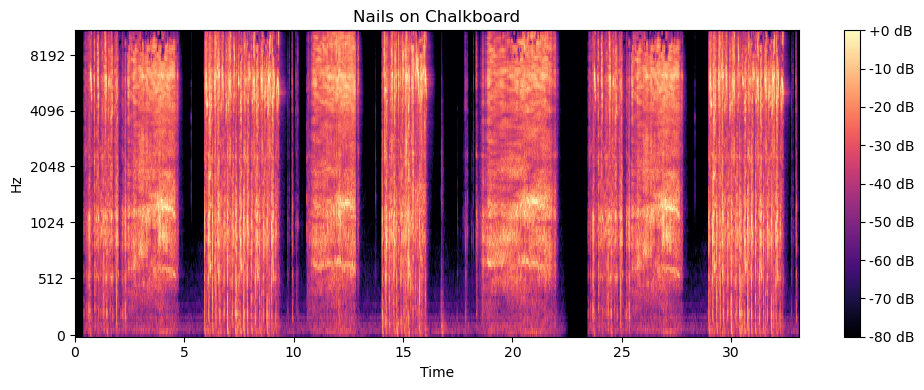 Nails on Chalkboard
Hz
8192
4096
2048
1024
512
0
0 5 10 15 20 25 30
Time
+0 dB
-10 dB
-20 dB
-30 dB
-40 dB
-50 dB
-60 dB
-70 dB
-80 dB